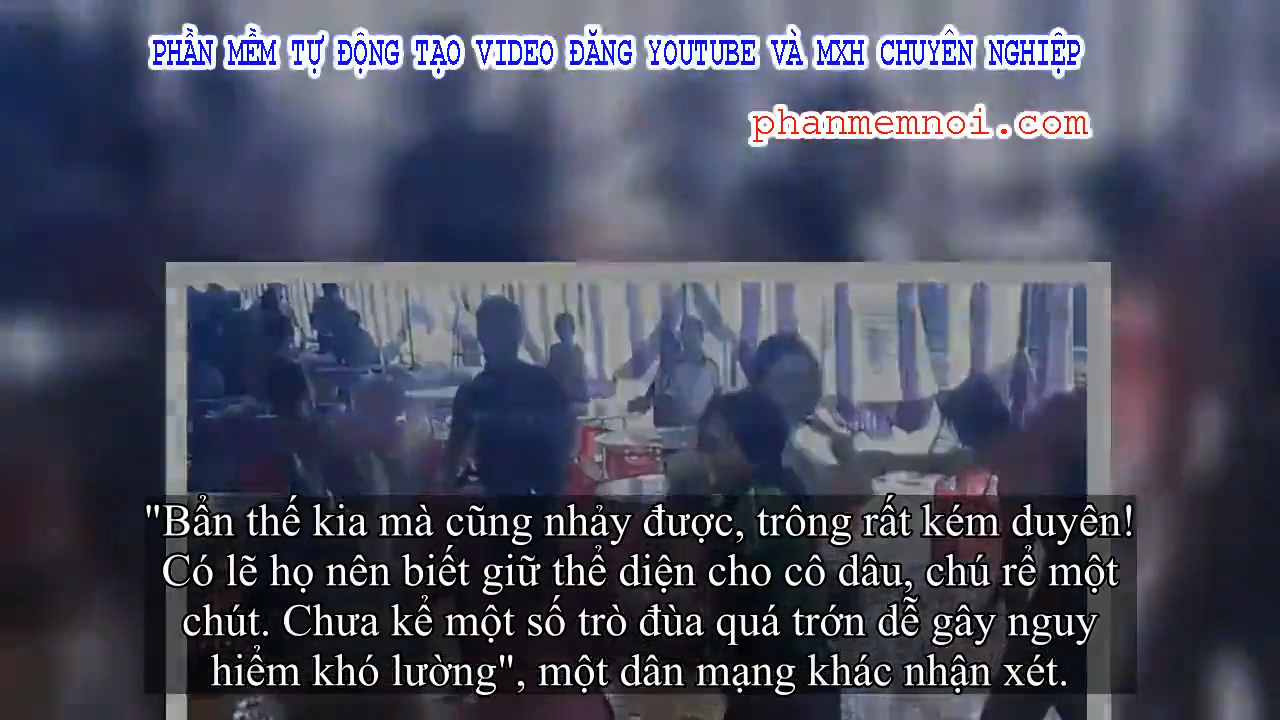 PHẦN MỀM TỰ ĐỘNG TẠO VIDEO ĐĂNG YOUTUBE VÀ MXH CHUYÊN NGHIỆP
phanmemnoi.com
"Bẩn thế kia mà cũng nhảy được, trông rất kém duyên!
Có lẽ họ nên biết giữ thể diện cho cô dâu, chú rể một
chút. Chưa kể một số trò đùa quá trớn dễ gây nguy
hiểm khó lường", một dân mạng khác nhận xét.